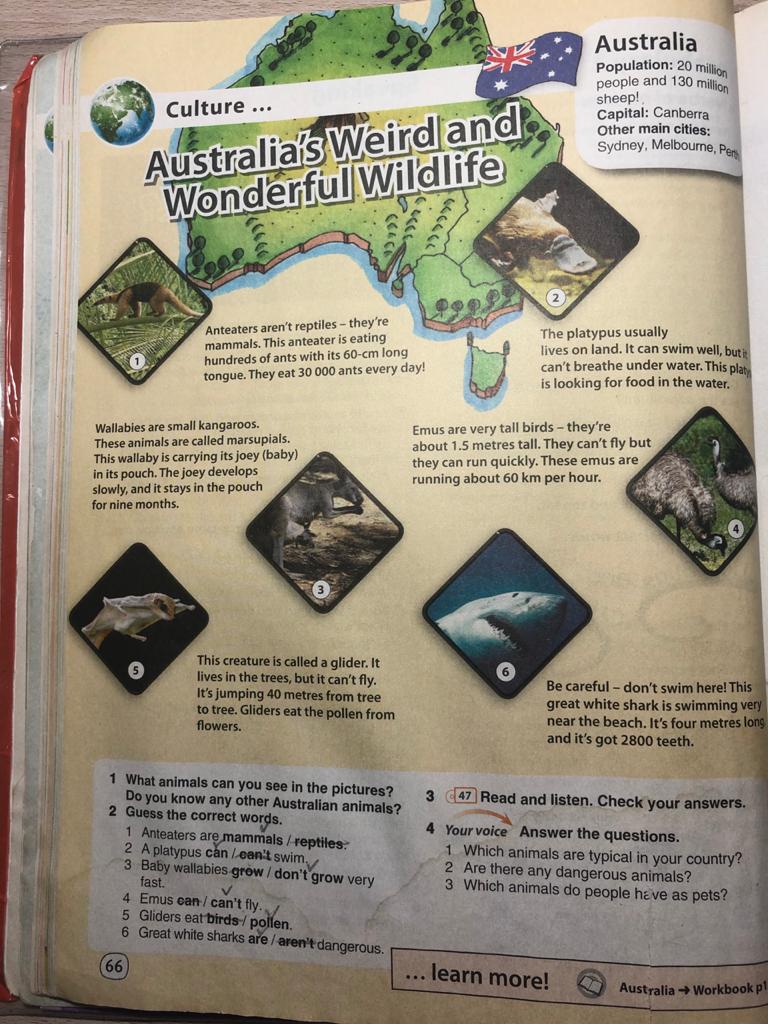 Culture ...
Australia's Weird and
Wonderful Wildlife
Australia
Population: 20 million
people and 130 million
sheep!
Capital: Canberra
Other main cities:
Sydney, Melbourne, Perth
1
Anteaters aren't reptiles – they're
mammals. This anteater is eating
hundreds of ants with its 60-cm long
tongue. They eat 30 000 ants every day!
2
The platypus usually
lives on land. It can swim well, but it
can't breathe under water. This platy
is looking for food in the water.
Wallabies are small kangaroos.
These animals are called marsupials.
This wallaby is carrying its joey (baby)
in its pouch. The joey develops
slowly, and it stays in the pouch
for nine months.
3
Emus are very tall birds – they're
about 1.5 metres tall. They can't fly but
they can run quickly. These emus are
running about 60 km per hour.
4
5
This creature is called a glider. It
lives in the trees, but it can't fly.
It's jumping 40 metres from tree
to tree. Gliders eat the pollen from
flowers.
6
Be careful – don't swim here! This
great white shark is swimming very
near the beach. It's four metres long
and it's got 2800 teeth.
1 What animals can you see in the pictures?
Do you know any other Australian animals?
2 Guess the correct words.
1 Anteaters are mammals / reptiles.
2 A platypus can / can't swim.
3 Baby wallabies grow / don't grow very
fast.
4 Emus can / can't fly.
5 Gliders eat birds / pollen.
6 Great white sharks are / aren't dangerous.
3 47 Read and listen. Check your answers.
4 Your voice Answer the questions.
1 Which animals are typical in your country?
2 Are there any dangerous animals?
3 Which animals do people have as pets?
66
... learn more!
Australia → Workbook p1